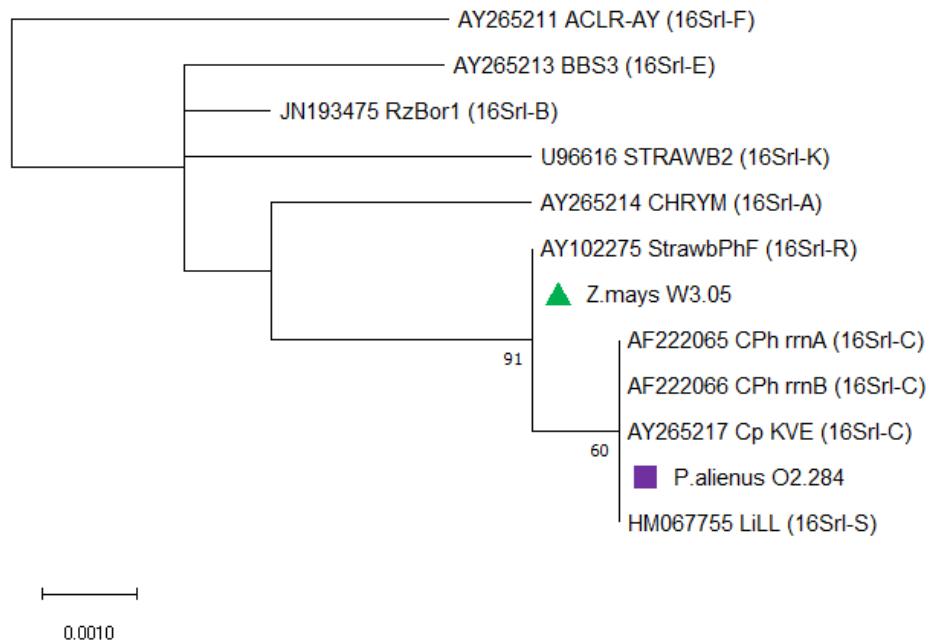 AY265211 ACLR-AY (16SrI-F)
AY265213 BBS3 (16SrI-E)
JN193475 RzBor1 (16SrI-B)
U96616 STRAWB2 (16SrI-K)
AY265214 CHRYM (16SrI-A)
AY102275 StrawbPhF (16SrI-R)
Z.mays W3.05
AF222065 CPh rrnA (16SrI-C)
91
AF222066 CPh rrnB (16SrI-C)
AY265217 Cp KVE (16SrI-C)
60
P.alienus O2.284
HM067755 LiLL (16SrI-S)
0.0010